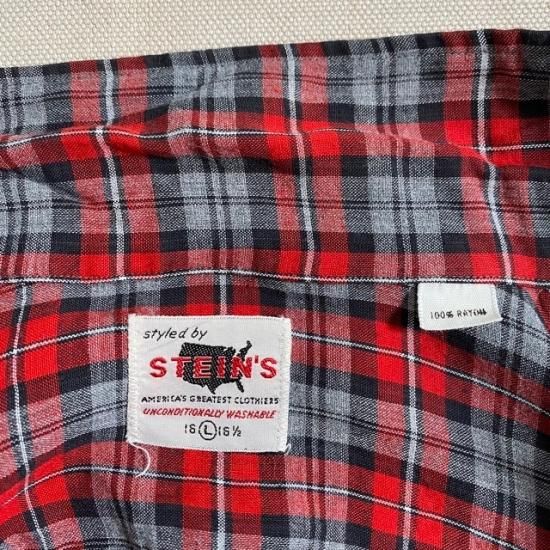 styled by
STEIN'S
AMERICA'S GREATEST CLOTHIERS
UNCONDITIONALLY WASHABLE
16 L 16½
100% RAYON